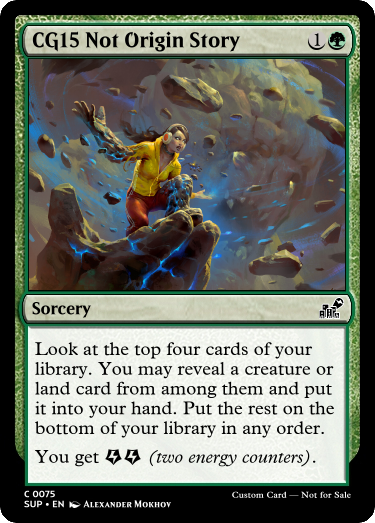 CG15 Not Origin Story 1
Sorcery
Look at the top four cards of your
library. You may reveal a creature or
land card from among them and put
it into your hand. Put the rest on the
bottom of your library in any order.
You get (two energy counters).
C 0075
SUP • EN Alexander Mokhov
Custom Card — Not for Sale